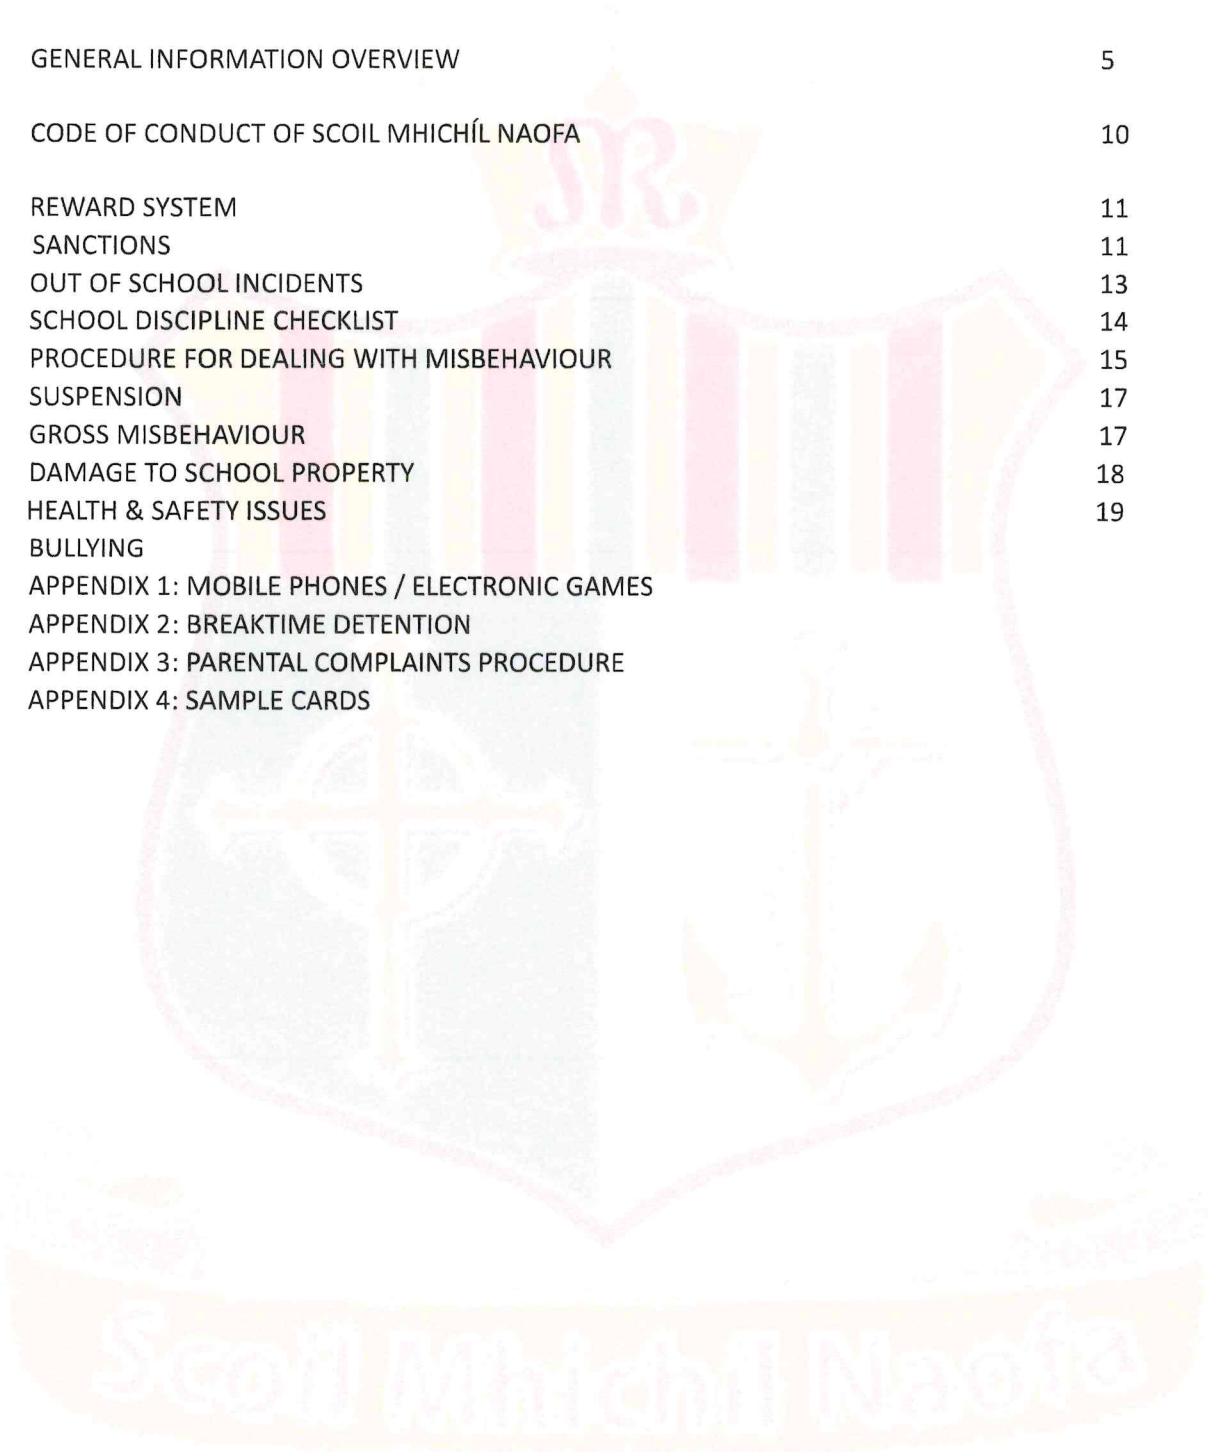 GENERAL INFORMATION OVERVIEW 5
CODE OF CONDUCT OF SCOIL MHICHÍL NAOFA 10
REWARD SYSTEM 11
SANCTIONS 11
OUT OF SCHOOL INCIDENTS 13
SCHOOL DISCIPLINE CHECKLIST 14
PROCEDURE FOR DEALING WITH MISBEHAVIOUR 15
SUSPENSION 17
GROSS MISBEHAVIOUR 17
DAMAGE TO SCHOOL PROPERTY 18
HEALTH & SAFETY ISSUES 19
BULLYING
APPENDIX 1: MOBILE PHONES / ELECTRONIC GAMES
APPENDIX 2: BREAKTIME DETENTION
APPENDIX 3: PARENTAL COMPLAINTS PROCEDURE
APPENDIX 4: SAMPLE CARDS
Scoil Mhichíl Naofa